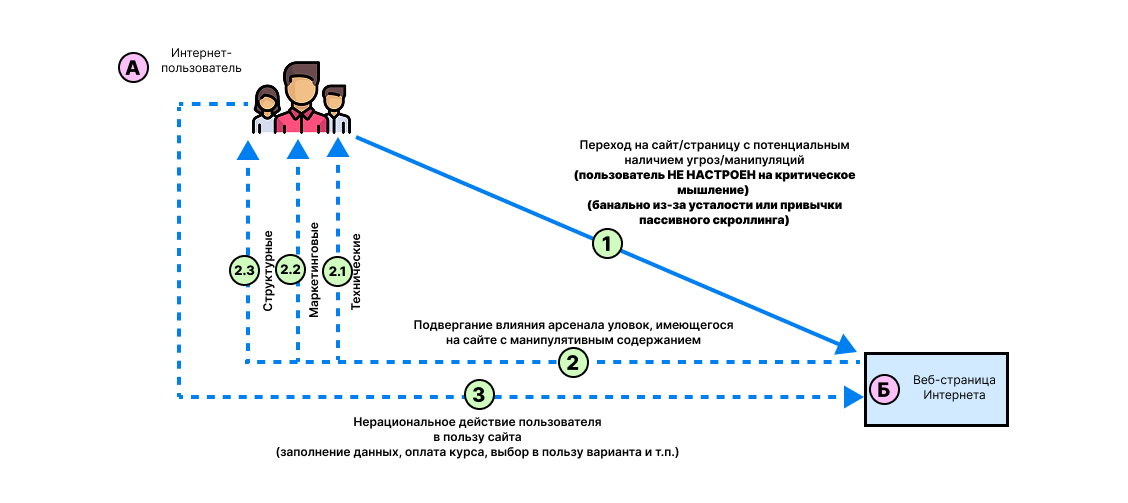 А
Интернет-
пользователь
Переход на сайт/страницу с потенциальным
наличием угроз/манипуляций
(пользователь НЕ НАСТРОЕН на критическое
мышление)
(банально из-за усталости или привычки
пассивного скроллинга)
1
2.3
Структурные
2.2
Маркетинговые
2.1
Технические
Подвергание влияния арсенала уловок, имеющегося
на сайте с манипулятивным содержанием
2
Б
Веб-страница
Интернета
3
Нерациональное действие пользователя
в пользу сайта
(заполнение данных, оплата курса, выбор в пользу варианта и т.п.)